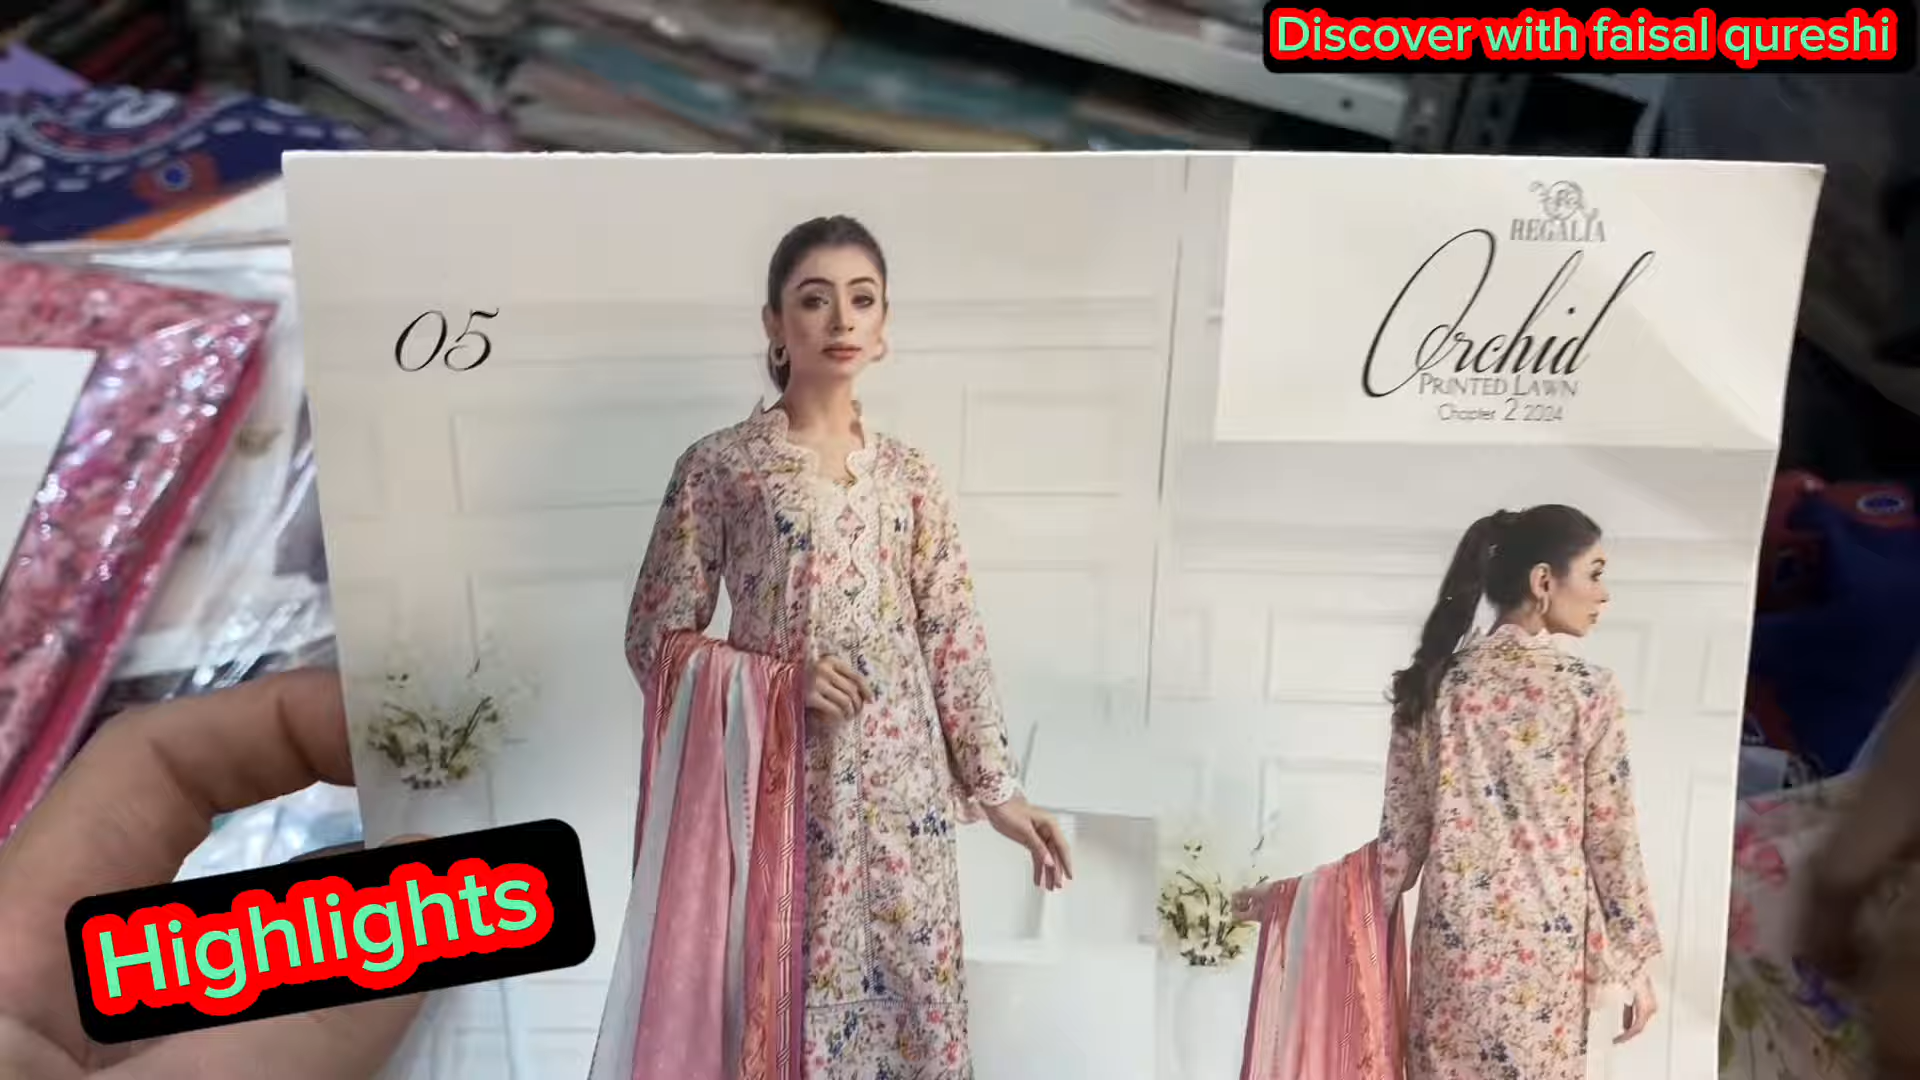 Discover with faisal qureshi
REGALIA
Orchid
PRINTED LAWN
Chapter 2 2024
05
Highlights